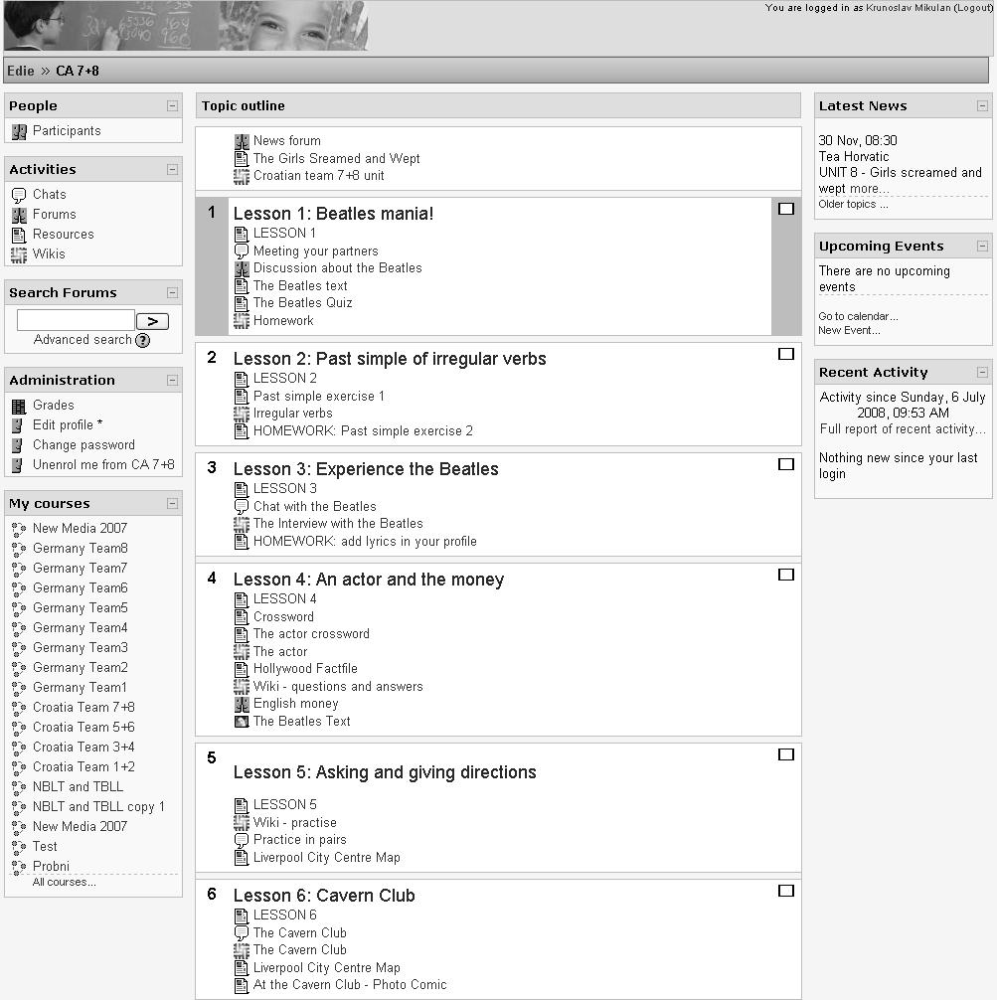 You are logged in as Krunoslav Mikulan (Logout)
Edie » CA 7+8
People
Participants
Activities
Chats
Forums
Resources
Wikis
Search Forums
>
Advanced search ?
Administration
Grades
Edit profile *
Change password
Unenrol me from CA 7+8
My courses
New Media 2007
Germany Team8
Germany Team7
Germany Team6
Germany Team5
Germany Team4
Germany Team3
Germany Team2
Germany Team1
Croatia Team 7+8
Croatia Team 5+6
Croatia Team 3+4
Croatia Team 1+2
NBLT and TBLL
NBLT and TBLL copy 1
New Media 2007
Test
Probni
All courses...
Topic outline
News forum
The Girls Sreamed and Wept
Croatian team 7+8 unit
1 Lesson 1: Beatles mania!
LESSON 1
Meeting your partners
Discussion about the Beatles
The Beatles text
The Beatles Quiz
Homework
2 Lesson 2: Past simple of irregular verbs
LESSON 2
Past simple exercise 1
Irregular verbs
HOMEWORK: Past simple exercise 2
3 Lesson 3: Experience the Beatles
LESSON 3
Chat with the Beatles
The Interview with the Beatles
HOMEWORK: add lyrics in your profile
4 Lesson 4: An actor and the money
LESSON 4
Crossword
The actor crossword
The actor
Hollywood Factfile
Wiki - questions and answers
English money
The Beatles Text
5
Lesson 5: Asking and giving directions
LESSON 5
Wiki - practise
Practice in pairs
Liverpool City Centre Map
6 Lesson 6: Cavern Club
LESSON 6
The Cavern Club
The Cavern Club
Liverpool City Centre Map
At the Cavern Club - Photo Comic
Latest News
30 Nov, 08:30
Tea Horvatic
UNIT 8 - Girls screamed and
wept more...
Older topics ...
Upcoming Events
There are no upcoming
events
Go to calendar...
New Event...
Recent Activity
Activity since Sunday, 6 July
2008, 09:53 AM
Full report of recent activity...
Nothing new since your last
login